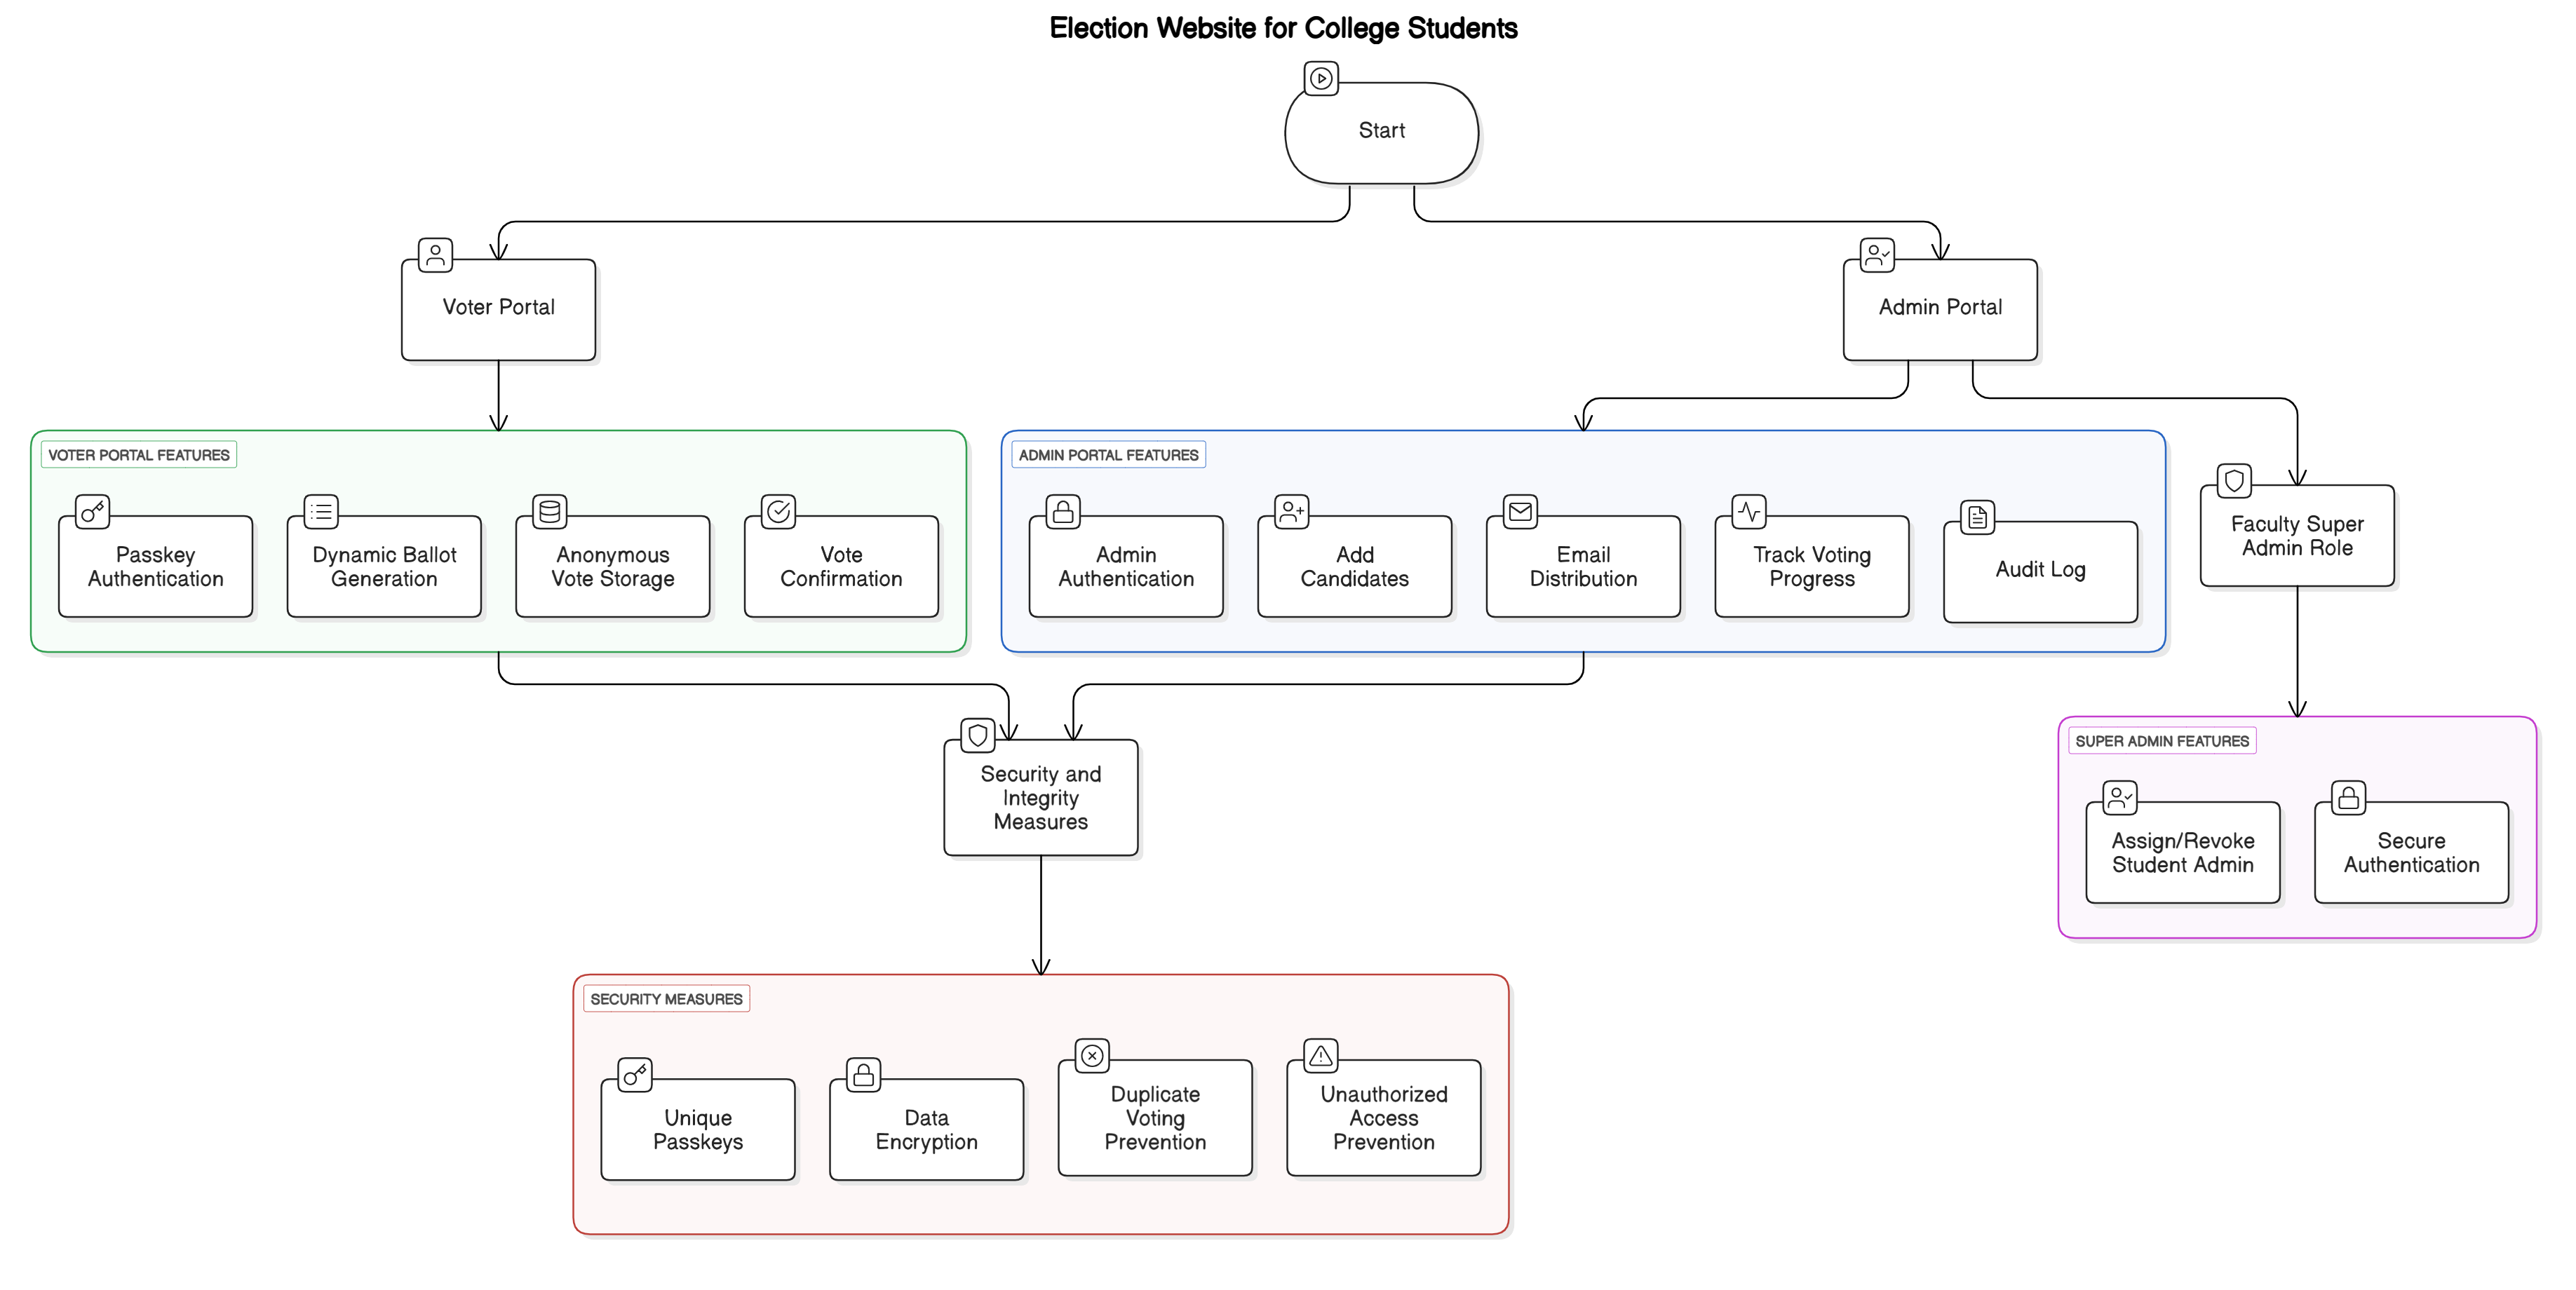 Election Website for College Students
Start
Voter Portal
Admin Portal
VOTER PORTAL FEATURES
Passkey
Authentication
Dynamic Ballot
Generation
Anonymous
Vote Storage
Vote
Confirmation
ADMIN PORTAL FEATURES
Admin
Authentication
Add
Candidates
Email
Distribution
Track Voting
Progress
Audit Log
Faculty Super
Admin Role
Security and
Integrity
Measures
SUPER ADMIN FEATURES
Assign/Revoke
Student Admin
Secure
Authentication
SECURITY MEASURES
Unique
Passkeys
Data
Encryption
Duplicate
Voting
Prevention
Unauthorized
Access
Prevention